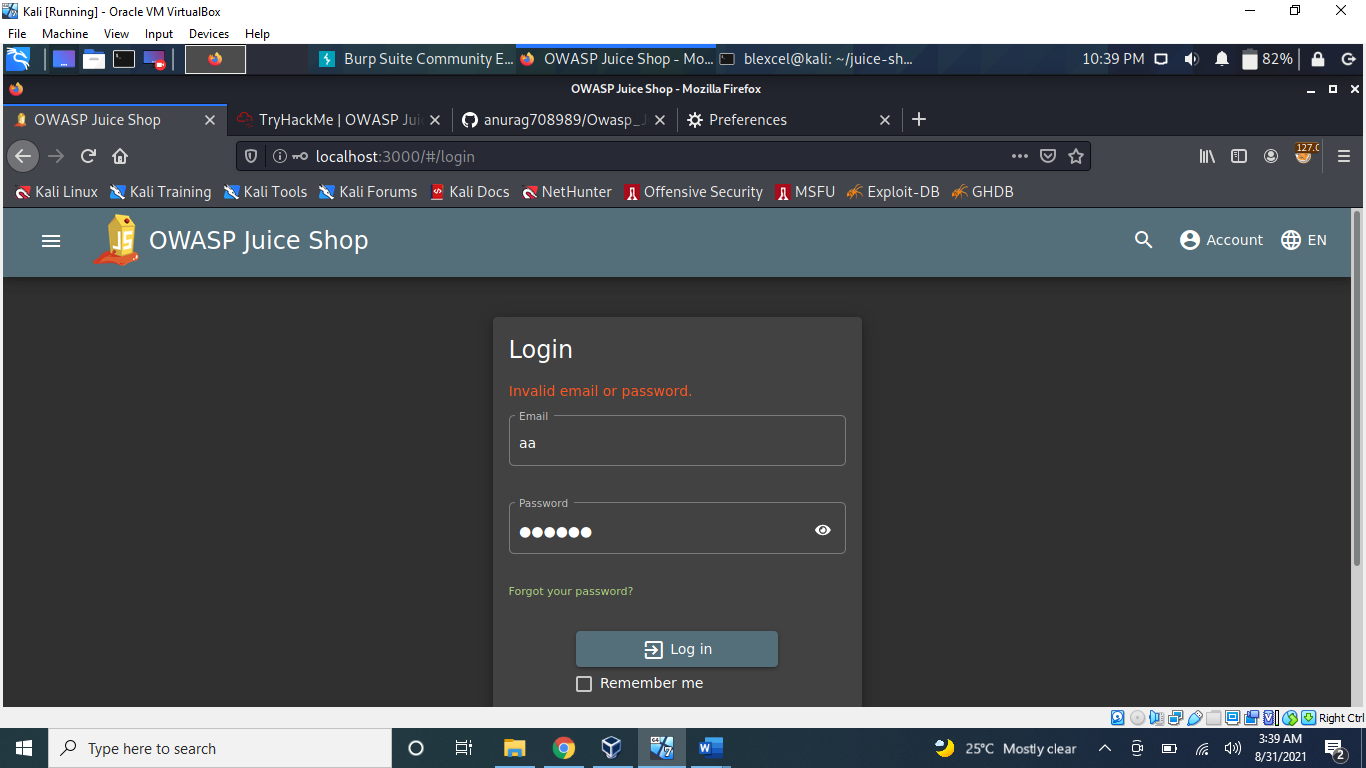 Kali [Running] - Oracle VM VirtualBox
File Machine View Input Devices Help
Burp Suite Community E... OWASP Juice Shop - Mo... blexcel@kali: ~/juice-sh... 10:39 PM 82%
OWASP Juice Shop - Mozilla Firefox
OWASP Juice Shop TryHackMe | OWASP Juic anurag708989/Owasp_J Preferences
localhost:3000/#/login 127.0
Kali Linux Kali Training Kali Tools Kali Forums Kali Docs NetHunter Offensive Security MSFU Exploit-DB GHDB
JS OWASP Juice Shop Account EN
Login
Invalid email or password.
Email
aa
Password
●●●●●●
Forgot your password?
Log in
Remember me
Right Ctrl
Type here to search 25°C Mostly clear 3:39 AM
8/31/2021 2